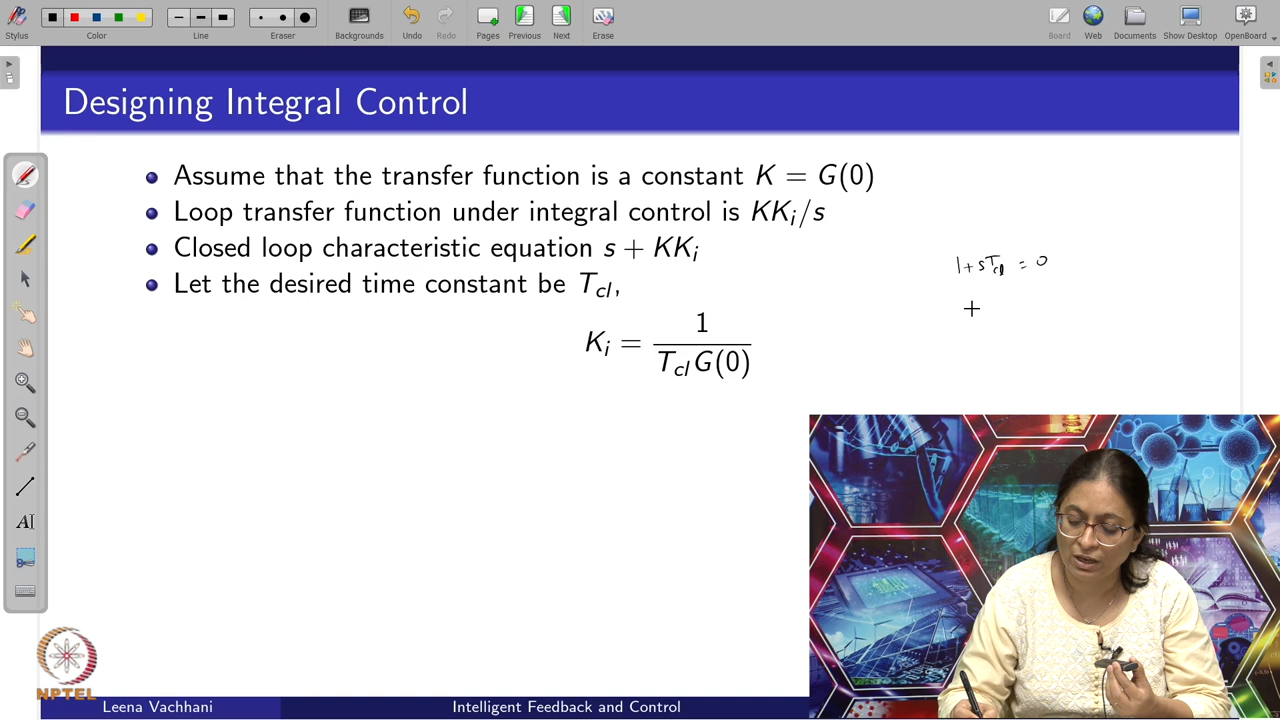 Stylus Color Line Eraser Backgrounds Undo Redo Pages Previous Next Erase Board Web Documents Show Desktop OpenBoard
Designing Integral Control
Assume that the transfer function is a constant K = G(0)
Loop transfer function under integral control is KK_i/s
Closed loop characteristic equation s + KK_i
Let the desired time constant be T_cl,
K_i = 1 / (T_cl G(0))
1+sT_cl = 0
AI
NPTEL
Leena Vachhani Intelligent Feedback and Control